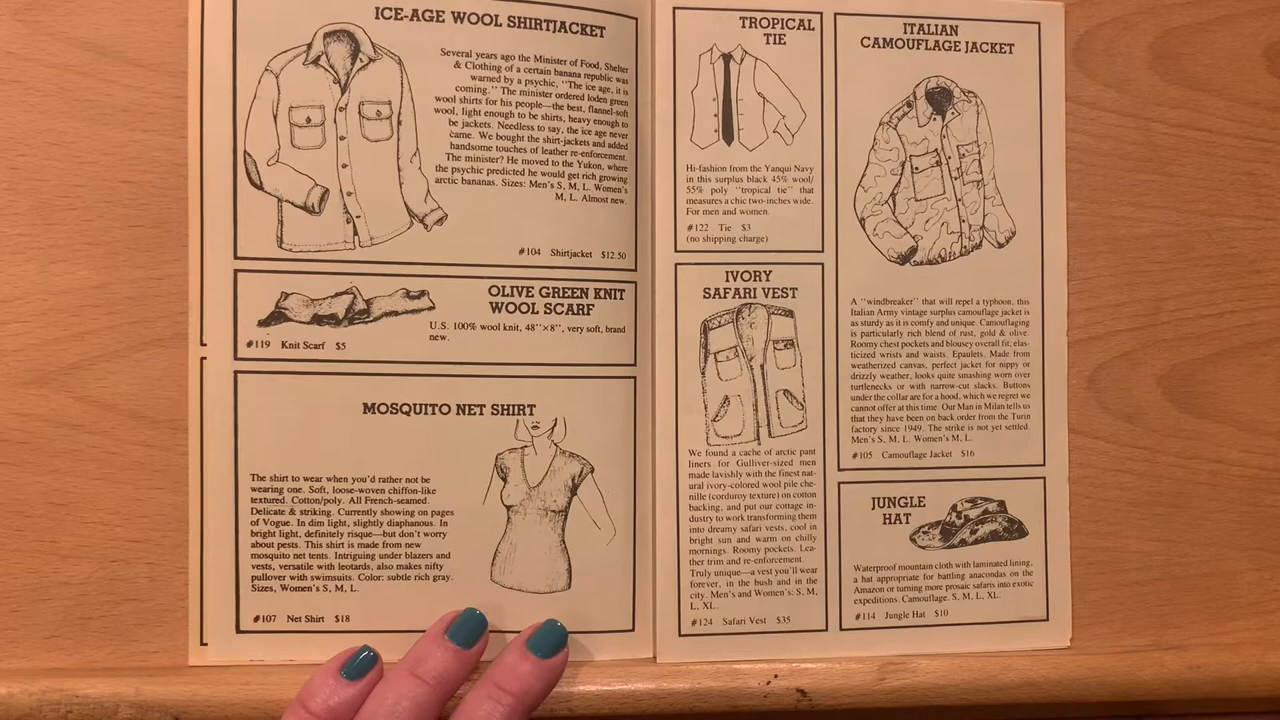 ICE-AGE WOOL SHIRTJACKET
Several years ago the Minister of Food, Shelter
& Clothing of a certain banana republic was
warned by a psychic, "The ice age, it is
coming." The minister ordered loden green
wool shirts for his people—the best, flannel-soft
wool, light enough to be shirts, heavy enough to
be jackets. Needless to say, the ice age never
came. We bought the shirt-jackets and added
handsome touches of leather re-enforcement.
The minister? He moved to the Yukon, where
the psychic predicted he would get rich growing
arctic bananas. Sizes: Men's S, M, L. Women's
M, L. Almost new.
#104 Shirtjacket $12.50
OLIVE GREEN KNIT
WOOL SCARF
U.S. 100% wool knit, 48"×8", very soft, brand
new.
#119 Knit Scarf $5
MOSQUITO NET SHIRT
The shirt to wear when you'd rather not be
wearing one. Soft, loose-woven chiffon-like
textured. Cotton/poly. All French-seamed.
Delicate & striking. Currently showing on pages
of Vogue. In dim light, slightly diaphanous. In
bright light, definitely risque—but don't worry
about pests. This shirt is made from new
mosquito net tents. Intriguing under blazers and
vests, versatile with leotards, also makes nifty
pullover with swimsuits. Color: subtle rich gray.
Sizes, Women's S, M, L.
#107 Net Shirt $18
TROPICAL
TIE
Hi-fashion from the Yanqui Navy
in this surplus black 45% wool/
55% poly "tropical tie" that
measures a chic two-inches wide.
For men and women.
#122 Tie $3
(no shipping charge)
IVORY
SAFARI VEST
We found a cache of arctic pant
liners for Gulliver-sized men
made lavishly with the finest nat-
ural ivory-colored wool pile che-
nille (corduroy texture) on cotton
backing, and put our cottage in-
dustry to work transforming them
into dreamy safari vests, cool in
bright sun and warm on chilly
mornings. Roomy pockets. Lea-
ther trim and re-enforcement.
Truly unique—a vest you'll wear
forever, in the bush and in the
city. Men's and Women's: S, M,
L, XL.
#124 Safari Vest $35
ITALIAN
CAMOUFLAGE JACKET
A "windbreaker" that will repel a typhoon, this
Italian Army vintage surplus camouflage jacket is
as sturdy as it is comfy and unique. Camouflaging
is particularly rich blend of rust, gold & olive.
Roomy chest pockets and blousey overall fit; elas-
ticized wrists and waists. Epaulets. Made from
weatherized canvas, perfect jacket for nippy or
drizzly weather, looks quite smashing worn over
turtlenecks or with narrow-cut slacks. Buttons
under the collar are for a hood, which we regret we
cannot offer at this time. Our Man in Milan tells us
that they have been on back order from the Turin
factory since 1949. The strike is not yet settled.
Men's S, M, L. Women's M, L.
#105 Camouflage Jacket $16
JUNGLE
HAT
Waterproof mountain cloth with laminated lining,
a hat appropriate for battling anacondas on the
Amazon or turning more prosaic safaris into exotic
expeditions. Camouflage. S, M, L, XL.
#114 Jungle Hat $10